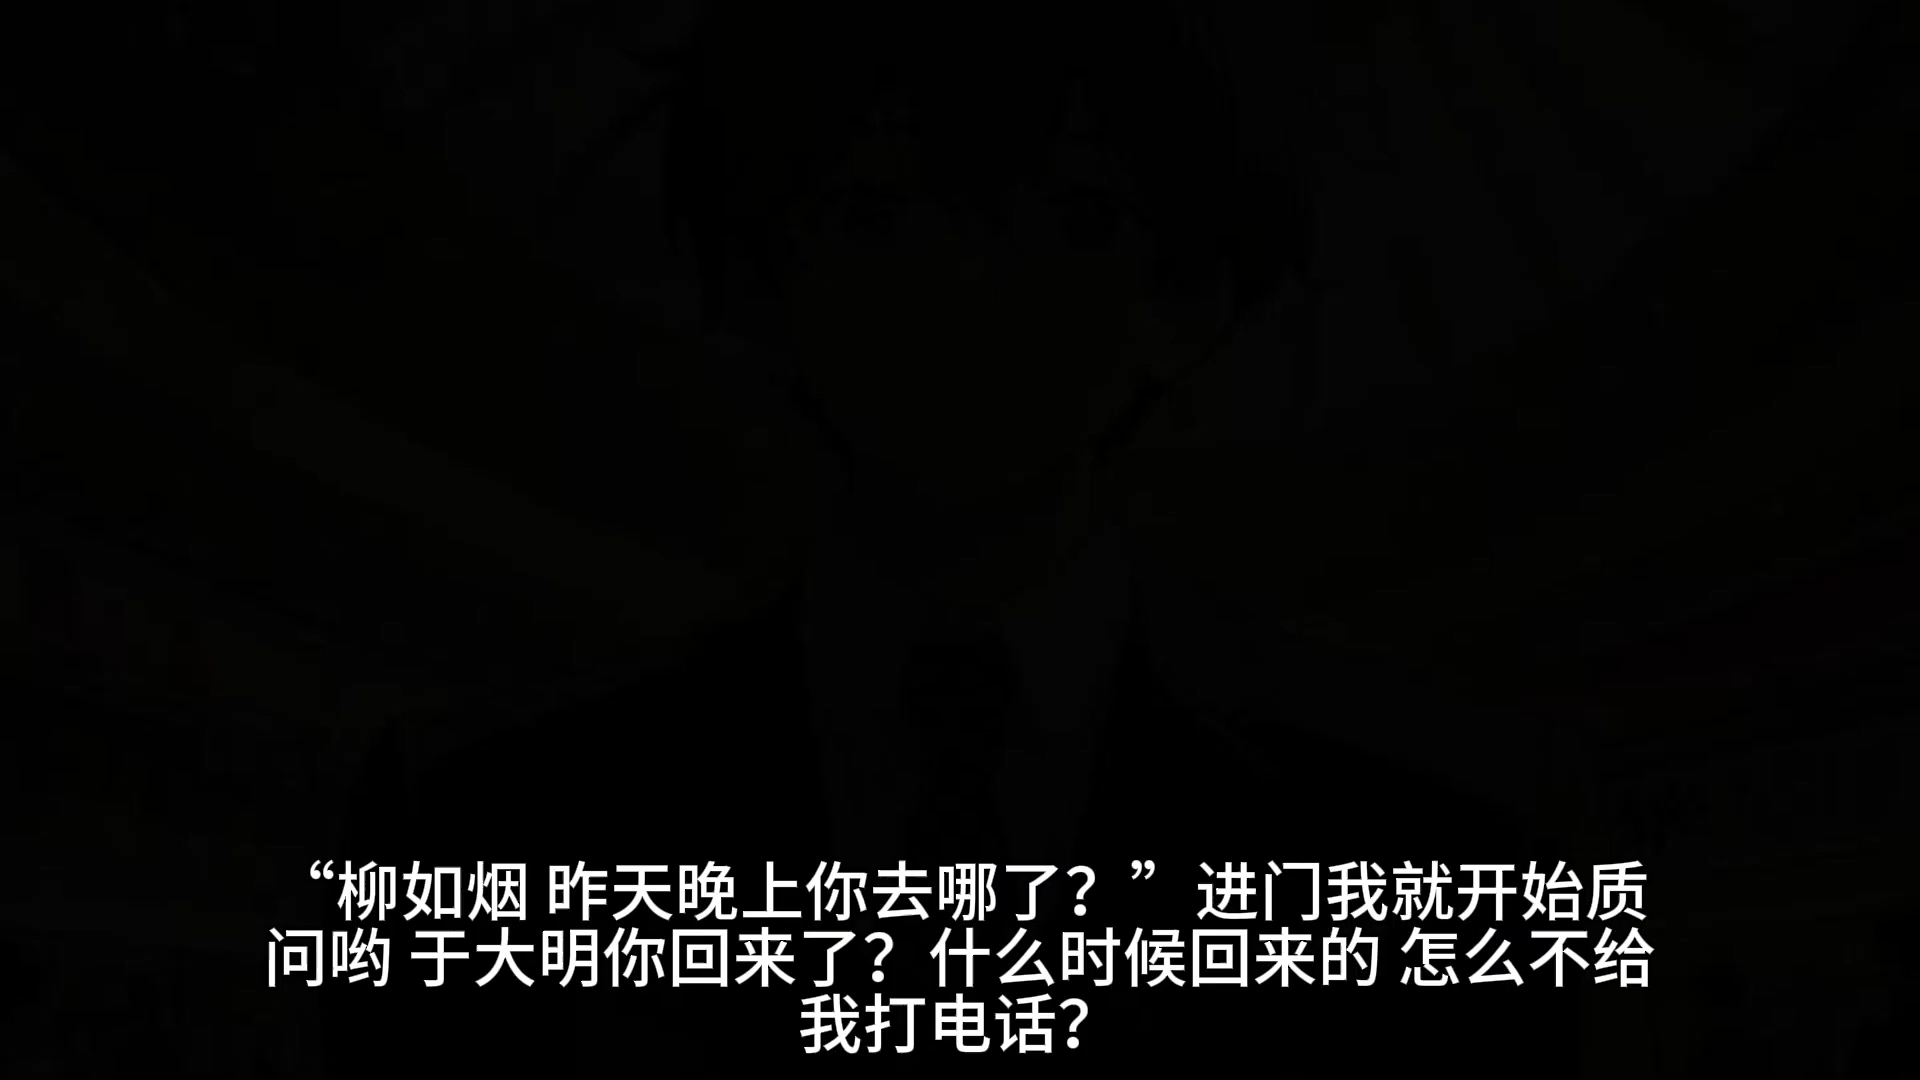 “柳如烟 昨天晚上你去哪了？”进门我就开始质
问哟 于大明你回来了？什么时候回来的 怎么不给
我打电话？